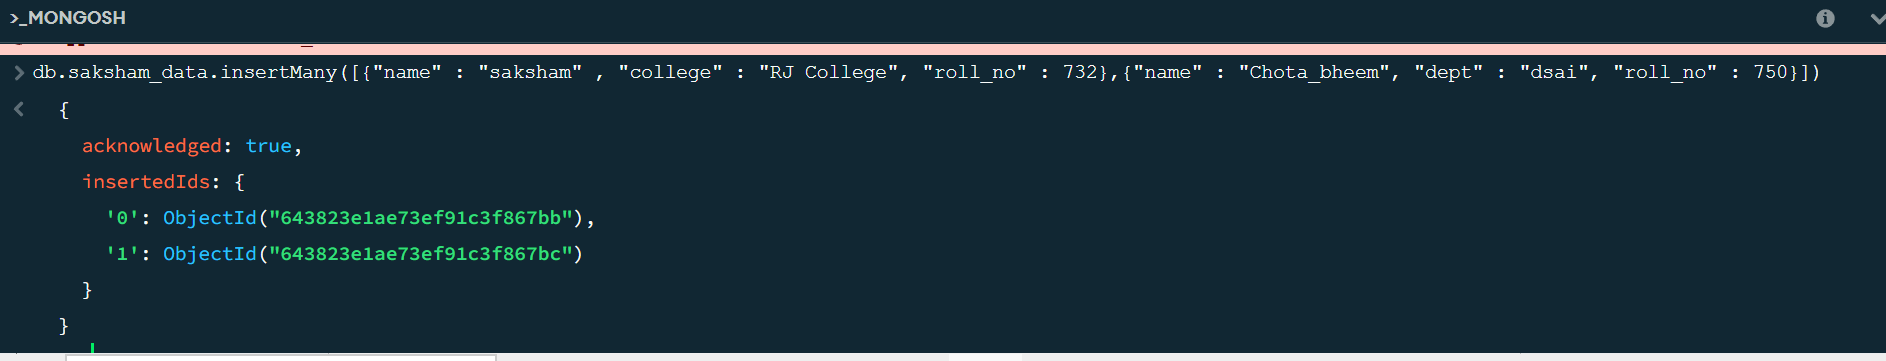 >_MONGOSH
> db.saksham_data.insertMany([{"name" : "saksham" , "college" : "RJ College", "roll_no" : 732},{"name" : "Chota_bheem", "dept" : "dsai", "roll_no" : 750}])
< {
acknowledged: true,
insertedIds: {
'0': ObjectId("643823e1ae73ef91c3f867bb"),
'1': ObjectId("643823e1ae73ef91c3f867bc")
}
}